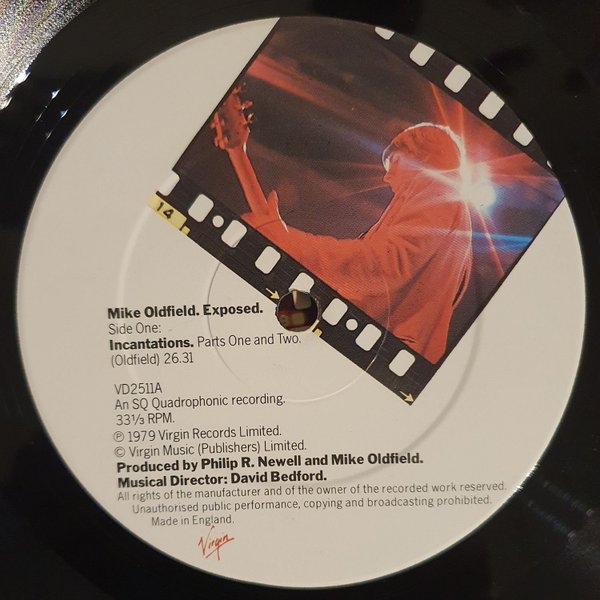 14
Mike Oldfield. Exposed.
Side One:
Incantations. Parts One and Two.
(Oldfield) 26.31
VD2511A
An SQ Quadrophonic recording.
33⅓ RPM.
℗ 1979 Virgin Records Limited.
© Virgin Music (Publishers) Limited.
Produced by Philip R. Newell and Mike Oldfield.
Musical Director: David Bedford.
All rights of the manufacturer and of the owner of the recorded work reserved.
Unauthorised public performance, copying and broadcasting prohibited.
Made in England.
Virgin